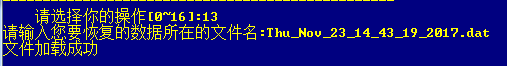 请选择你的操作[0~16]:13
请输入您要恢复的数据所在的文件名:Thu_Nov_23_14_43_19_2017.dat
文件加载成功